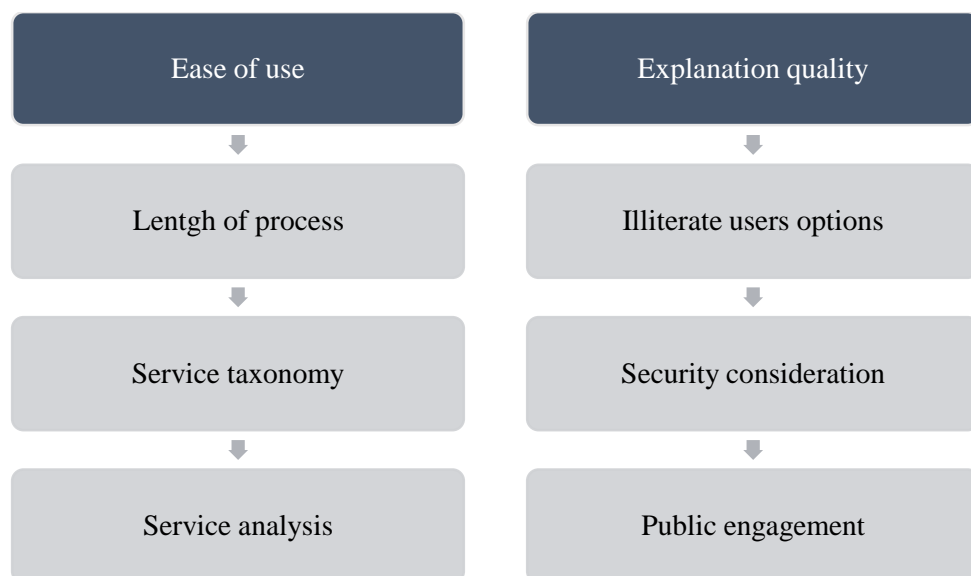 Ease of use
Lentgh of process
Service taxonomy
Service analysis
Explanation quality
Illiterate users options
Security consideration
Public engagement